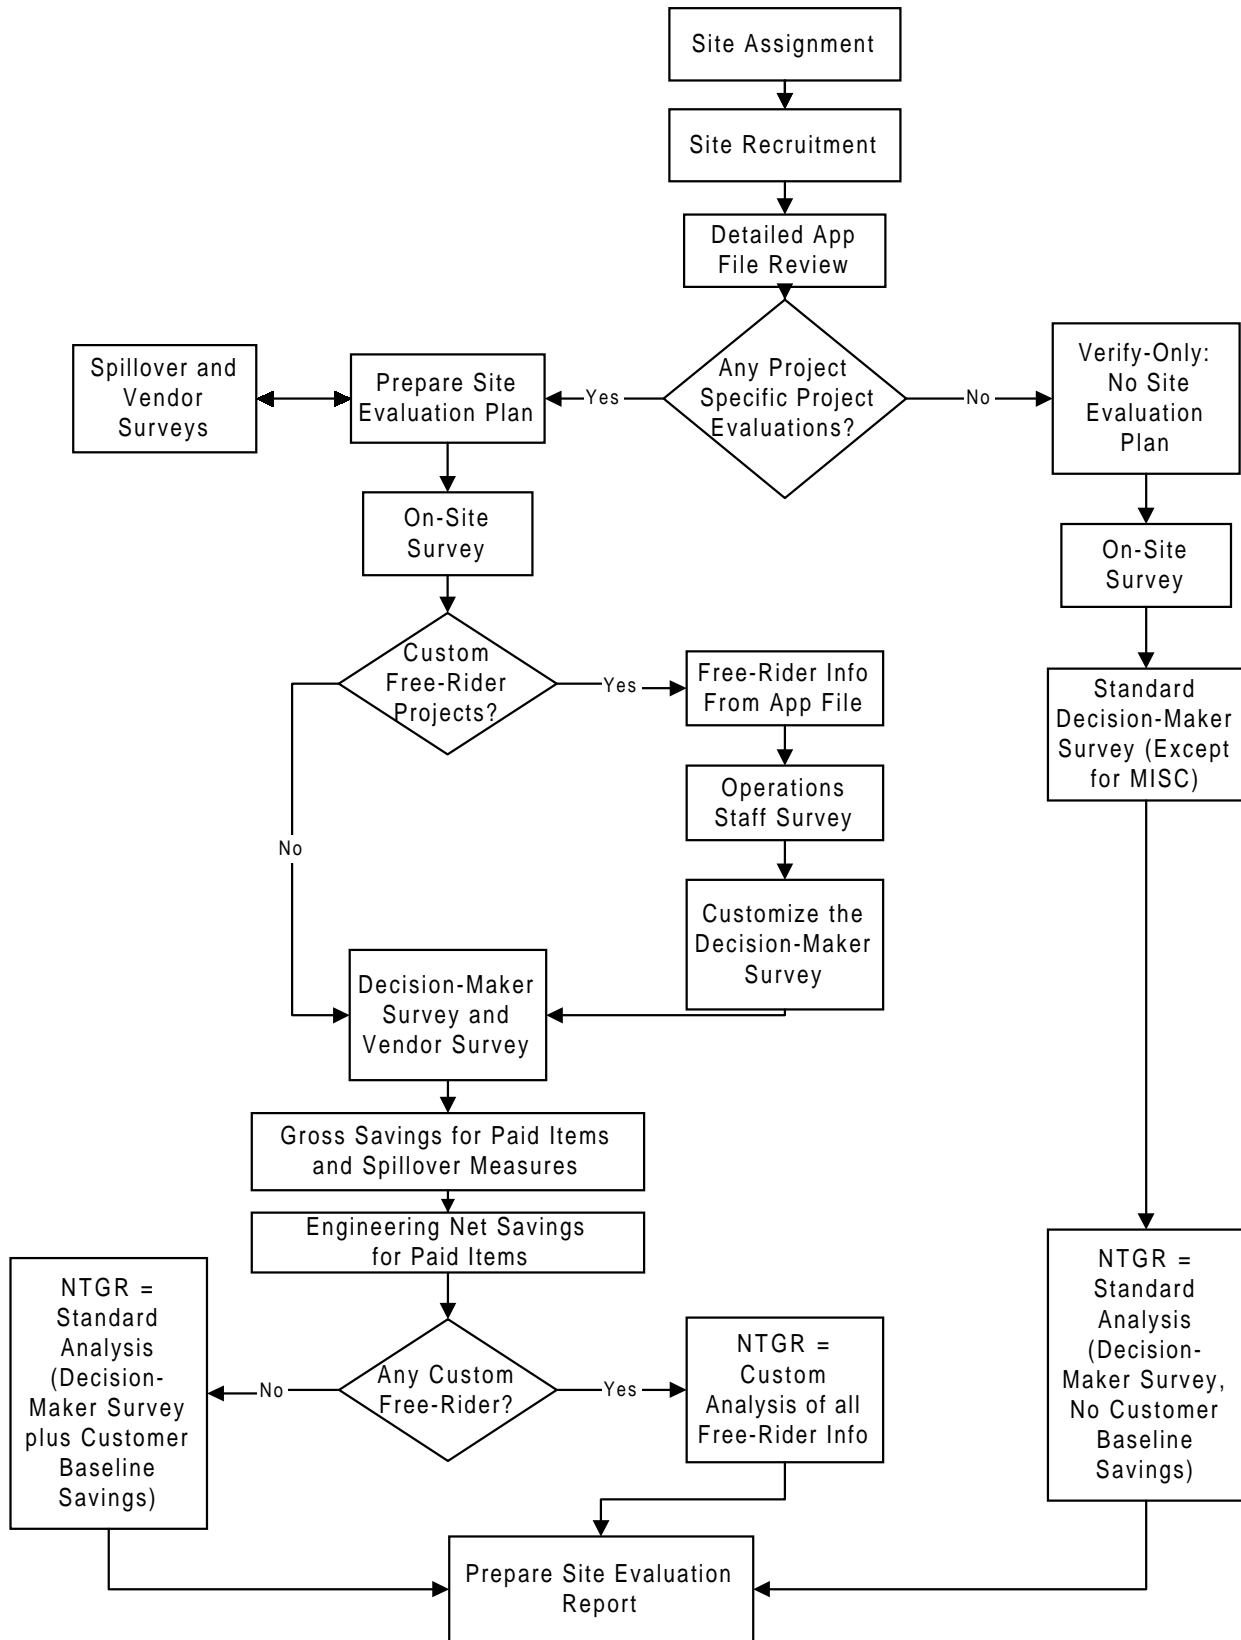 Site Assignment
Site Recruitment
Detailed App
File Review
Any Project
Specific Project
Evaluations?
Yes
No
Spillover and
Vendor
Surveys
Prepare Site
Evaluation Plan
Verify-Only:
No Site
Evaluation
Plan
On-Site
Survey
On-Site
Survey
Custom
Free-Rider
Projects?
Yes
No
Free-Rider Info
From App File
Standard
Decision-Maker
Survey (Except
for MISC)
Operations
Staff Survey
Customize the
Decision-Maker
Survey
Decision-Maker
Survey and
Vendor Survey
Gross Savings for Paid Items
and Spillover Measures
Engineering Net Savings
for Paid Items
NTGR =
Standard
Analysis
(Decision-
Maker Survey
plus Customer
Baseline
Savings)
No
Any Custom
Free-Rider?
Yes
NTGR =
Custom
Analysis of all
Free-Rider Info
NTGR =
Standard
Analysis
(Decision-
Maker Survey,
No Customer
Baseline
Savings)
Prepare Site Evaluation
Report